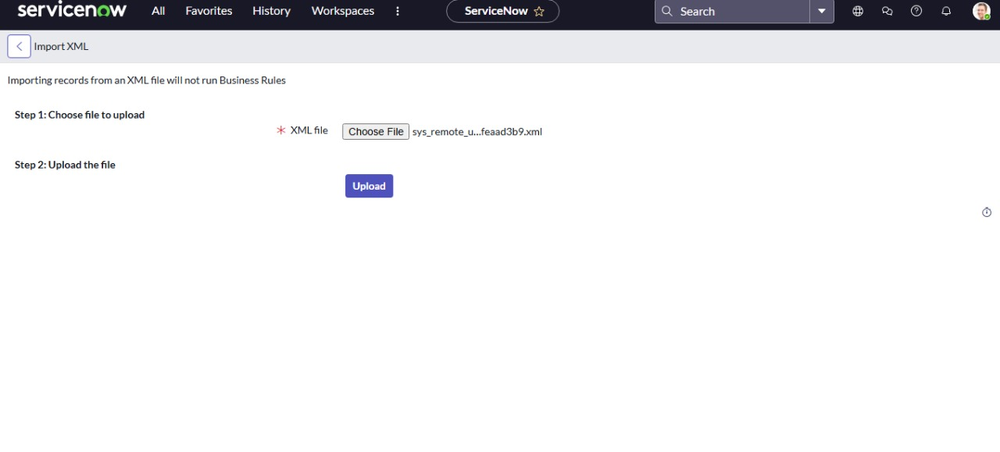 servicenow All Favorites History Workspaces ServiceNow Search
Import XML
Importing records from an XML file will not run Business Rules
Step 1: Choose file to upload
XML file Choose File sys_remote_u...feaad3b9.xml
Step 2: Upload the file
Upload